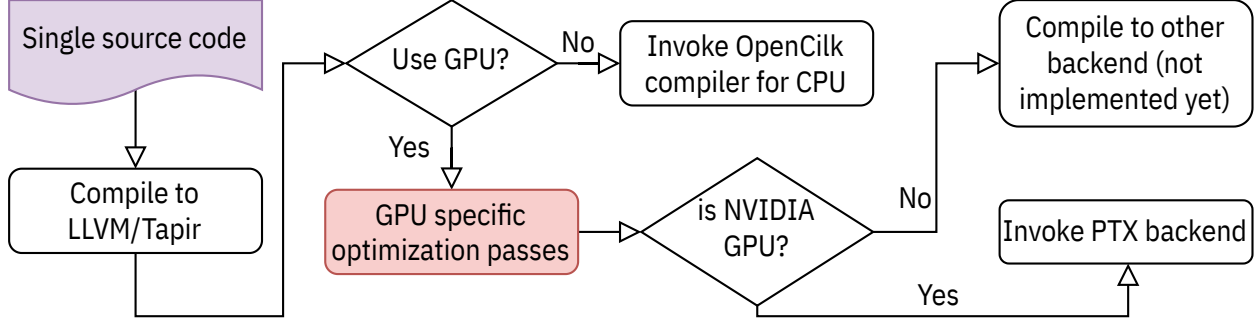 Single source code
Compile to
LLVM/Tapir
Use GPU?
No
Invoke OpenCilk
compiler for CPU
Yes
GPU specific
optimization passes
is NVIDIA
GPU?
No
Compile to other
backend (not
implemented yet)
Yes
Invoke PTX backend